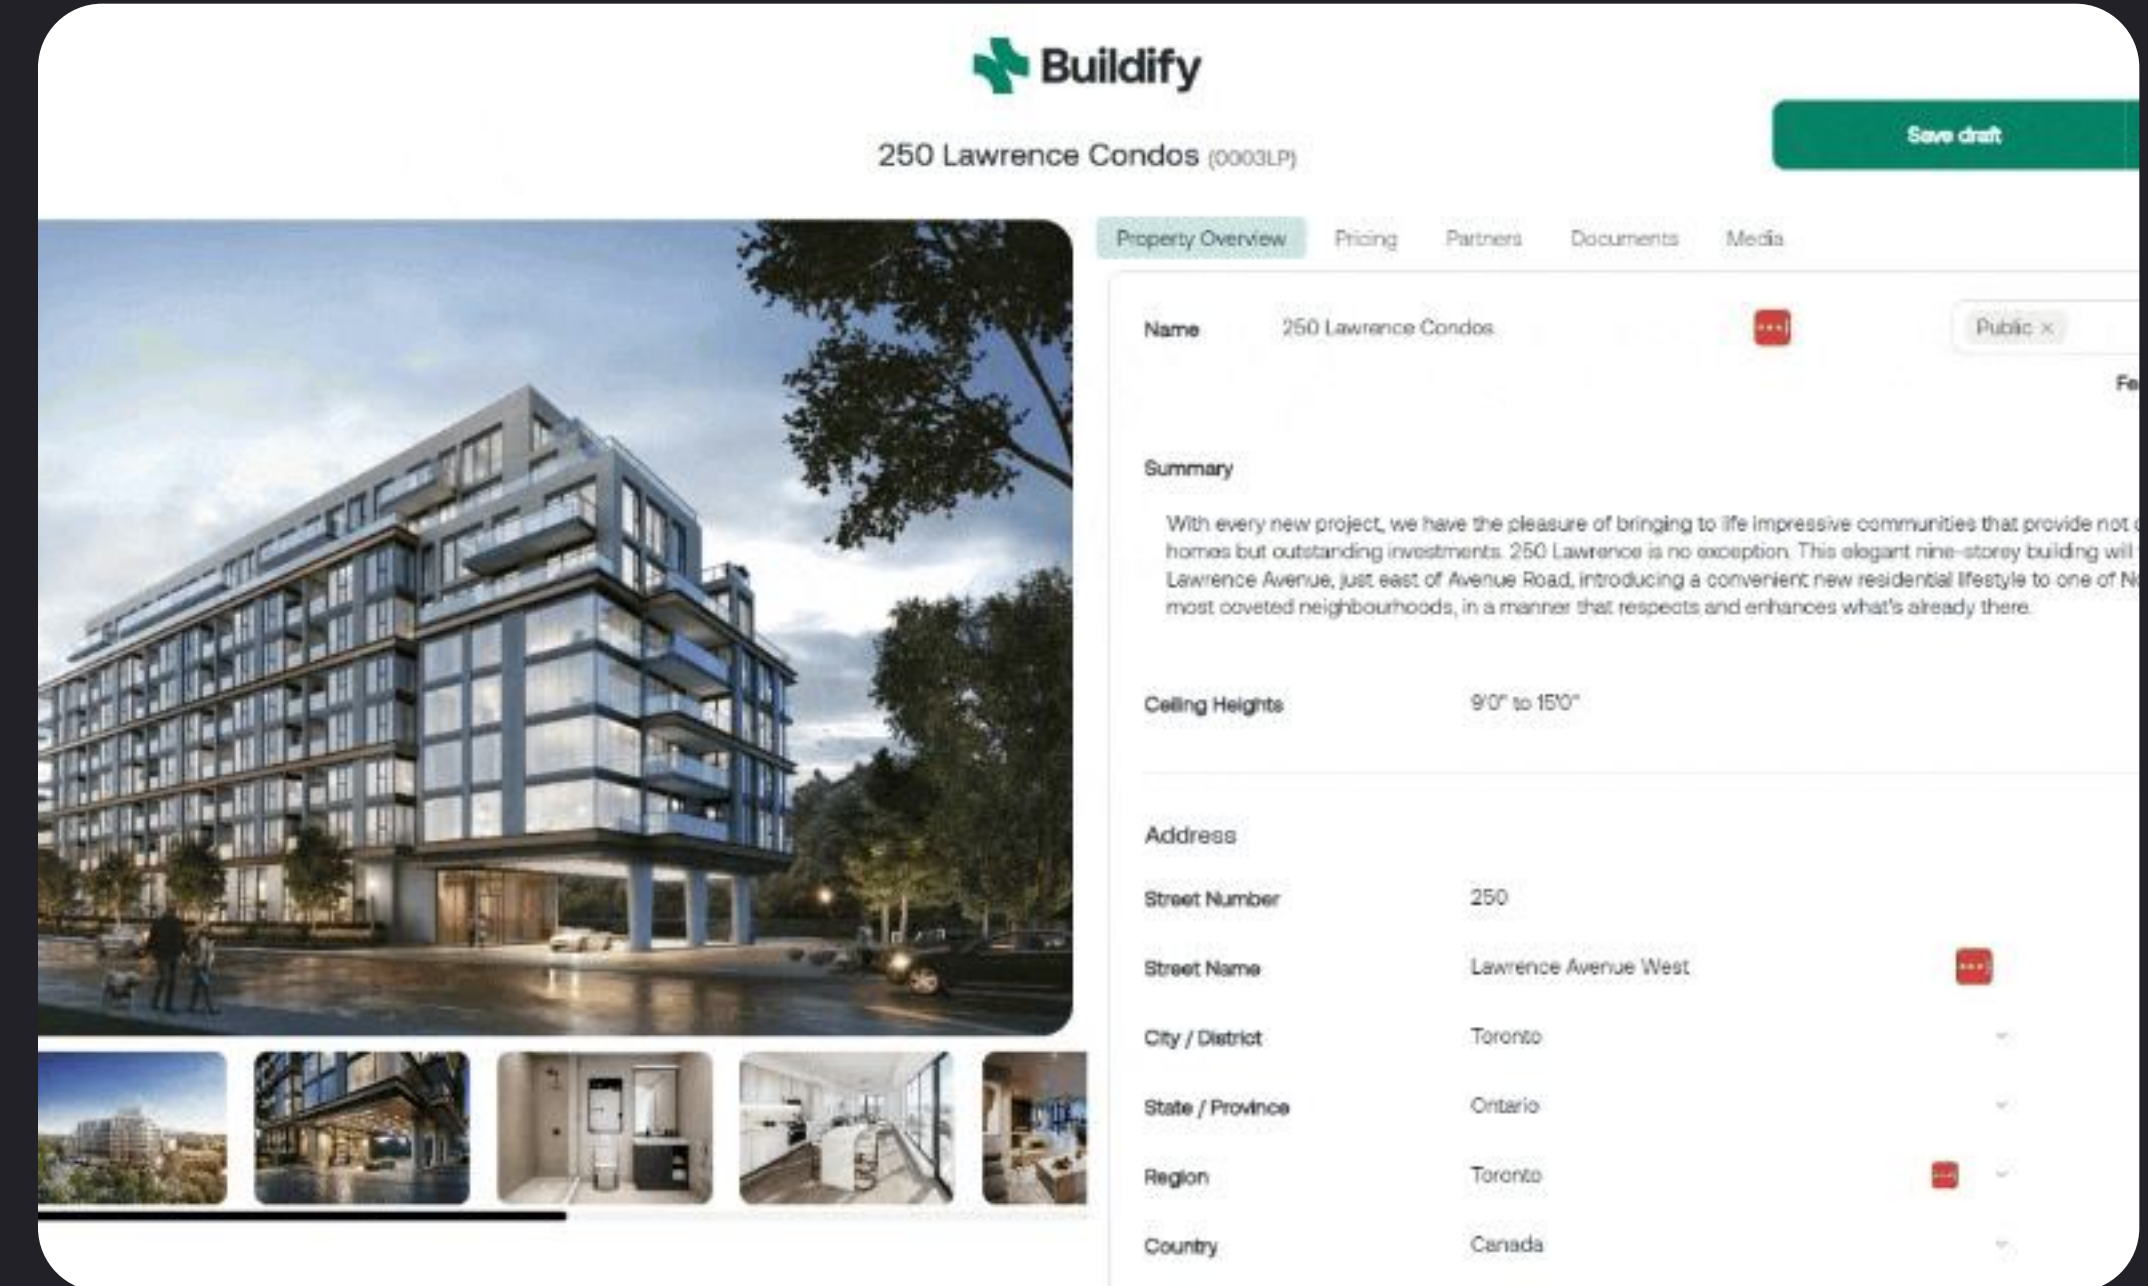 Buildify
Save draft
250 Lawrence Condos (0003LP)
Property Overview Pricing Partners Documents Media
Name 250 Lawrence Condos Public ×
Summary
With every new project, we have the pleasure of bringing to life impressive communities that provide not
homes but outstanding investments. 250 Lawrence is no exception. This elegant nine-storey building will
Lawrence Avenue, just east of Avenue Road, introducing a convenient new residential lifestyle to one of
most coveted neighbourhoods, in a manner that respects and enhances what's already there.
Ceiling Heights 9'0" to 15'0"
Address
Street Number 250
Street Name Lawrence Avenue West
City / District Toronto
State / Province Ontario
Region Toronto
Country Canada